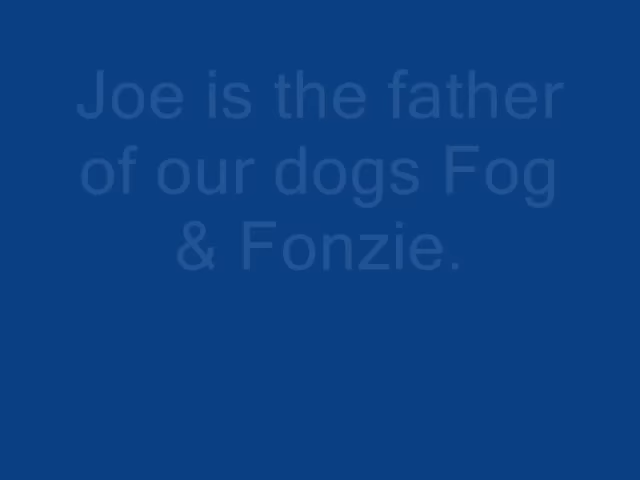 Joe is the father
of our dogs Fog
& Fonzie.